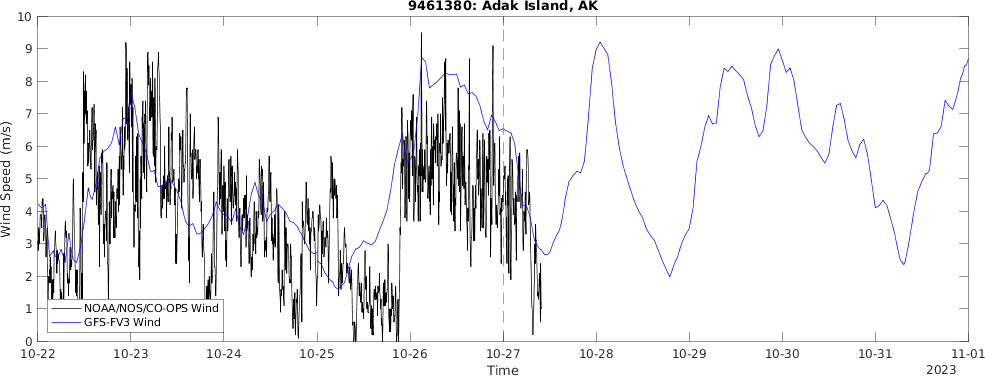 9461380: Adak Island, AK
Wind Speed (m/s)
10
9
8
7
6
5
4
3
2
1
0
NOAA/NOS/CO-OPS Wind
GFS-FV3 Wind
10-22 10-23 10-24 10-25 10-26 10-27 10-28 10-29 10-30 10-31 11-01
Time
2023